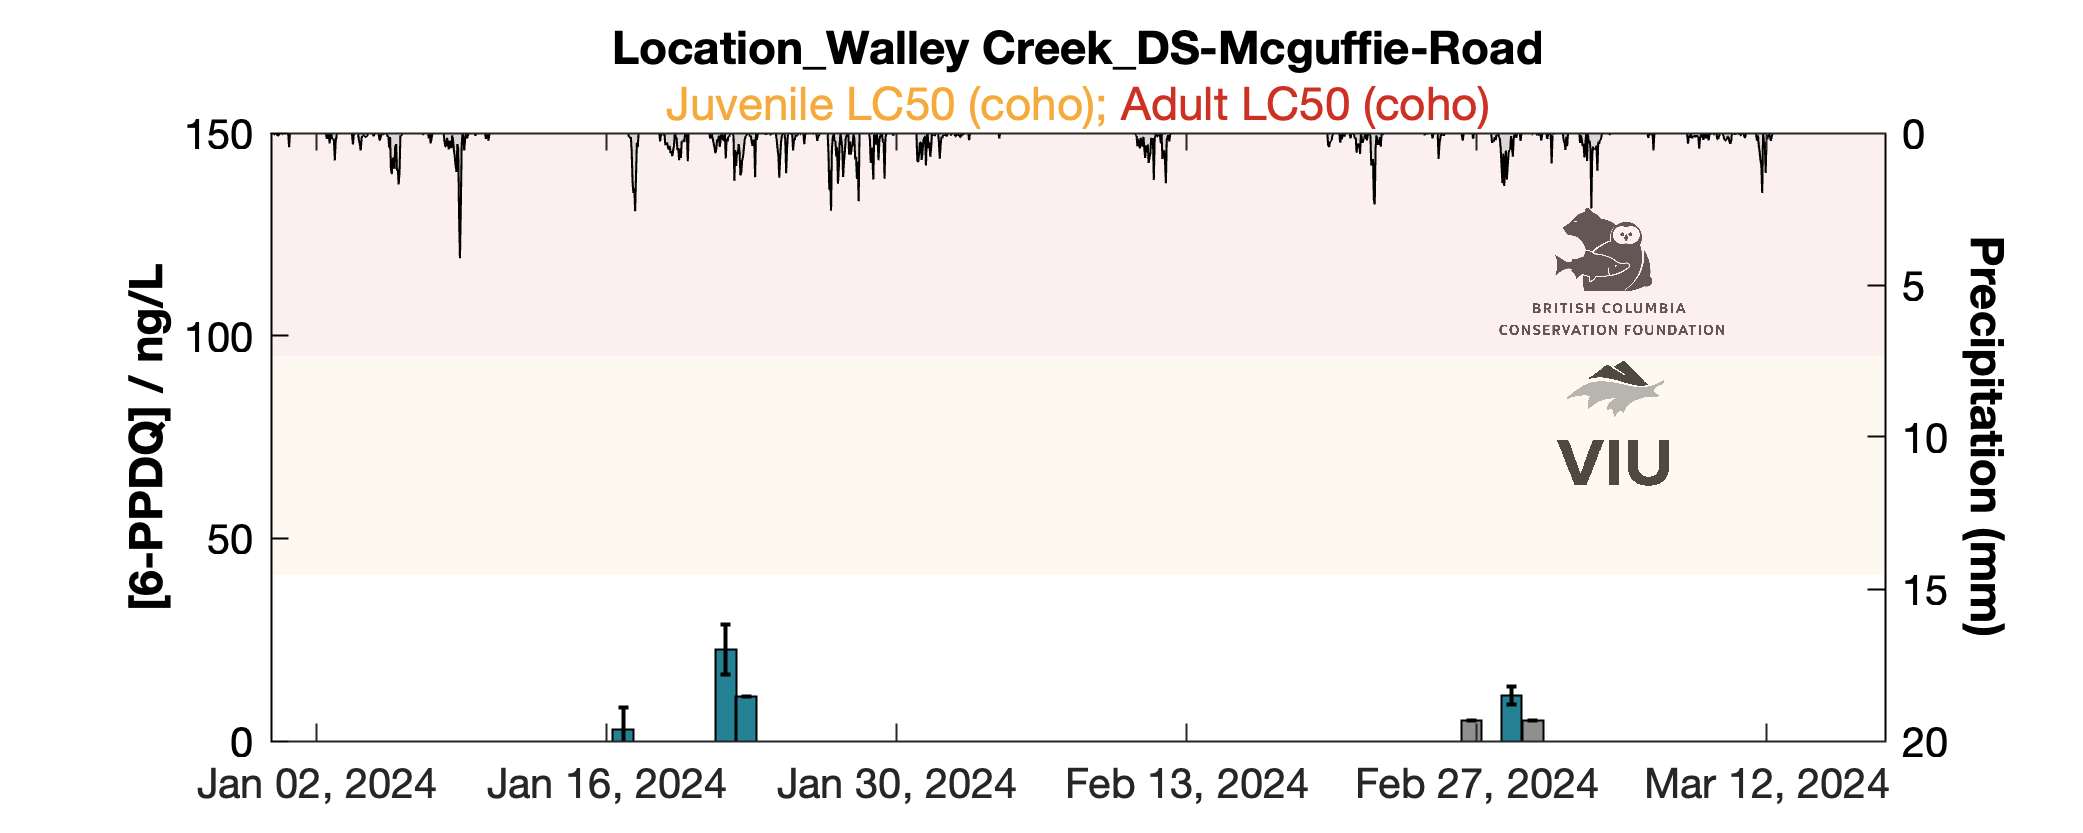 Location_Walley Creek_DS-Mcguffie-Road
Juvenile LC50 (coho); Adult LC50 (coho)
150
100
50
0
[6-PPDQ] / ng/L
0
5
10
15
20
Precipitation (mm)
BRITISH COLUMBIA
CONSERVATION FOUNDATION
VIU
Jan 02, 2024
Jan 16, 2024
Jan 30, 2024
Feb 13, 2024
Feb 27, 2024
Mar 12, 2024